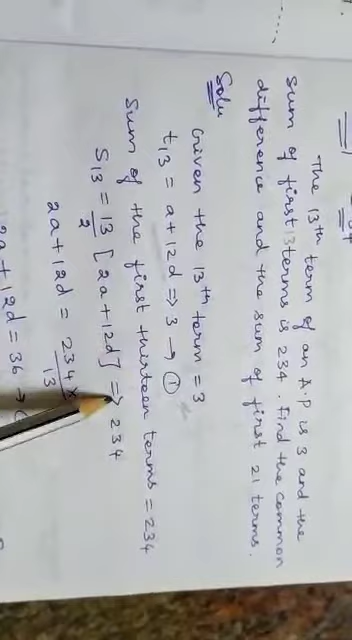 The 13th term of an A.P is 3 and the
sum of first 13 terms is 234. Find the common
difference and the sum of first 21 terms.
Solu
Given the 13th term = 3
t13 = a+12d => 3 → ①
Sum of the first thirteen terms = 234
S13 = 13/2 [2a+12d] => 234
2a+12d = 234 × /13
2a+12d = 36 →